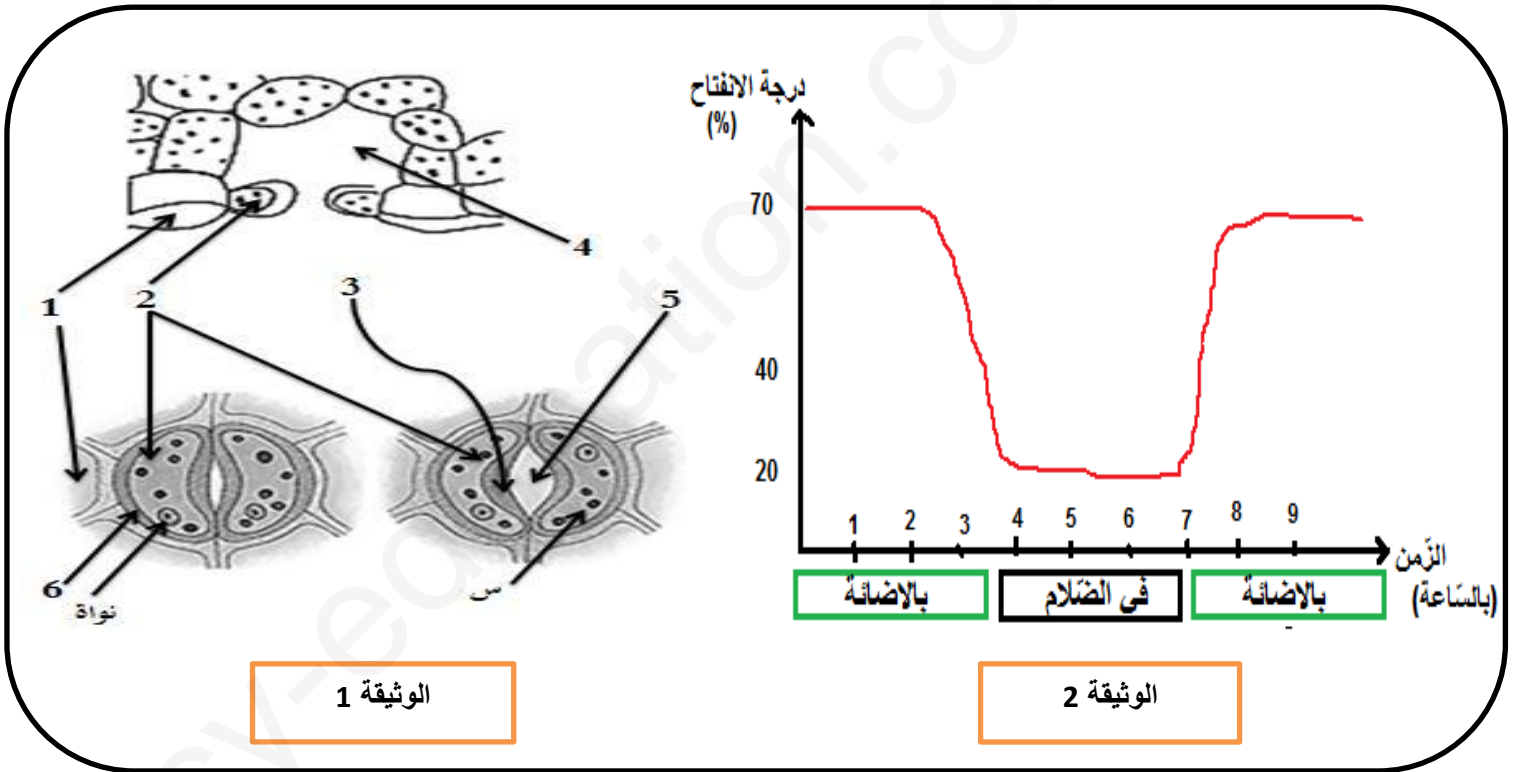 4
1
2
3
5
6
نواة
س
الوثيقة 1
درجة الانفتاح
(%)
70
40
20
1 2 3 4 5 6 7 8 9
الزّمن
(بالسّاعة)
بالاضائة
في الضّلام
بالاضائة
الوثيقة 2